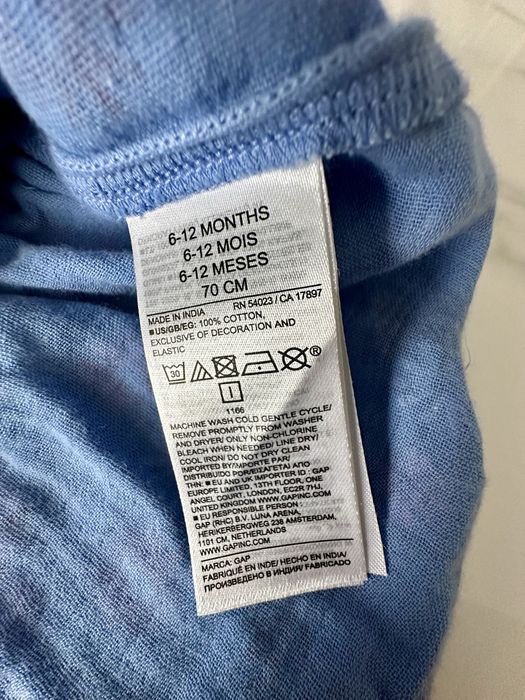 6-12 MONTHS
6-12 MOIS
6-12 MESES
70 CM
MADE IN INDIA RN 54023 / CA 17897
■ US/GB/EG: 100% COTTON,
EXCLUSIVE OF DECORATION AND
ELASTIC
30
®
1166
MACHINE WASH COLD GENTLE CYCLE/
REMOVE PROMPTLY FROM WASHER
AND DRYER/ ONLY NON-CHLORINE
BLEACH WHEN NEEDED/ LINE DRY/
COOL IRON/ DO NOT DRY CLEAN
IMPORTED BY/IMPORTE PAR/
DISTRIBUIDO POR/ΕΙΣΑΓΕΤΑΙ ΑΠΟ
ΤΗΝ: ■ EU AND UK IMPORTER ID : GAP
EUROPE LIMITED, 13TH FLOOR, ONE
ANGEL COURT, LONDON, EC2R 7HJ,
UNITED KINGDOM WWW.GAPINC.COM
■ EU RESPONSIBLE PERSON :
GAP (RHC) B.V. LUNA ARENA,
HERIKERBERGWEG 238 AMSTERDAM,
1101 CM, NETHERLANDS
WWW.GAPINC.COM
MARCA: GAP
FABRIQUÉ EN INDE/ HECHO EN INDIA/
ПРОИЗВЕДЕНО В ИНДИИ/ FABRICADO